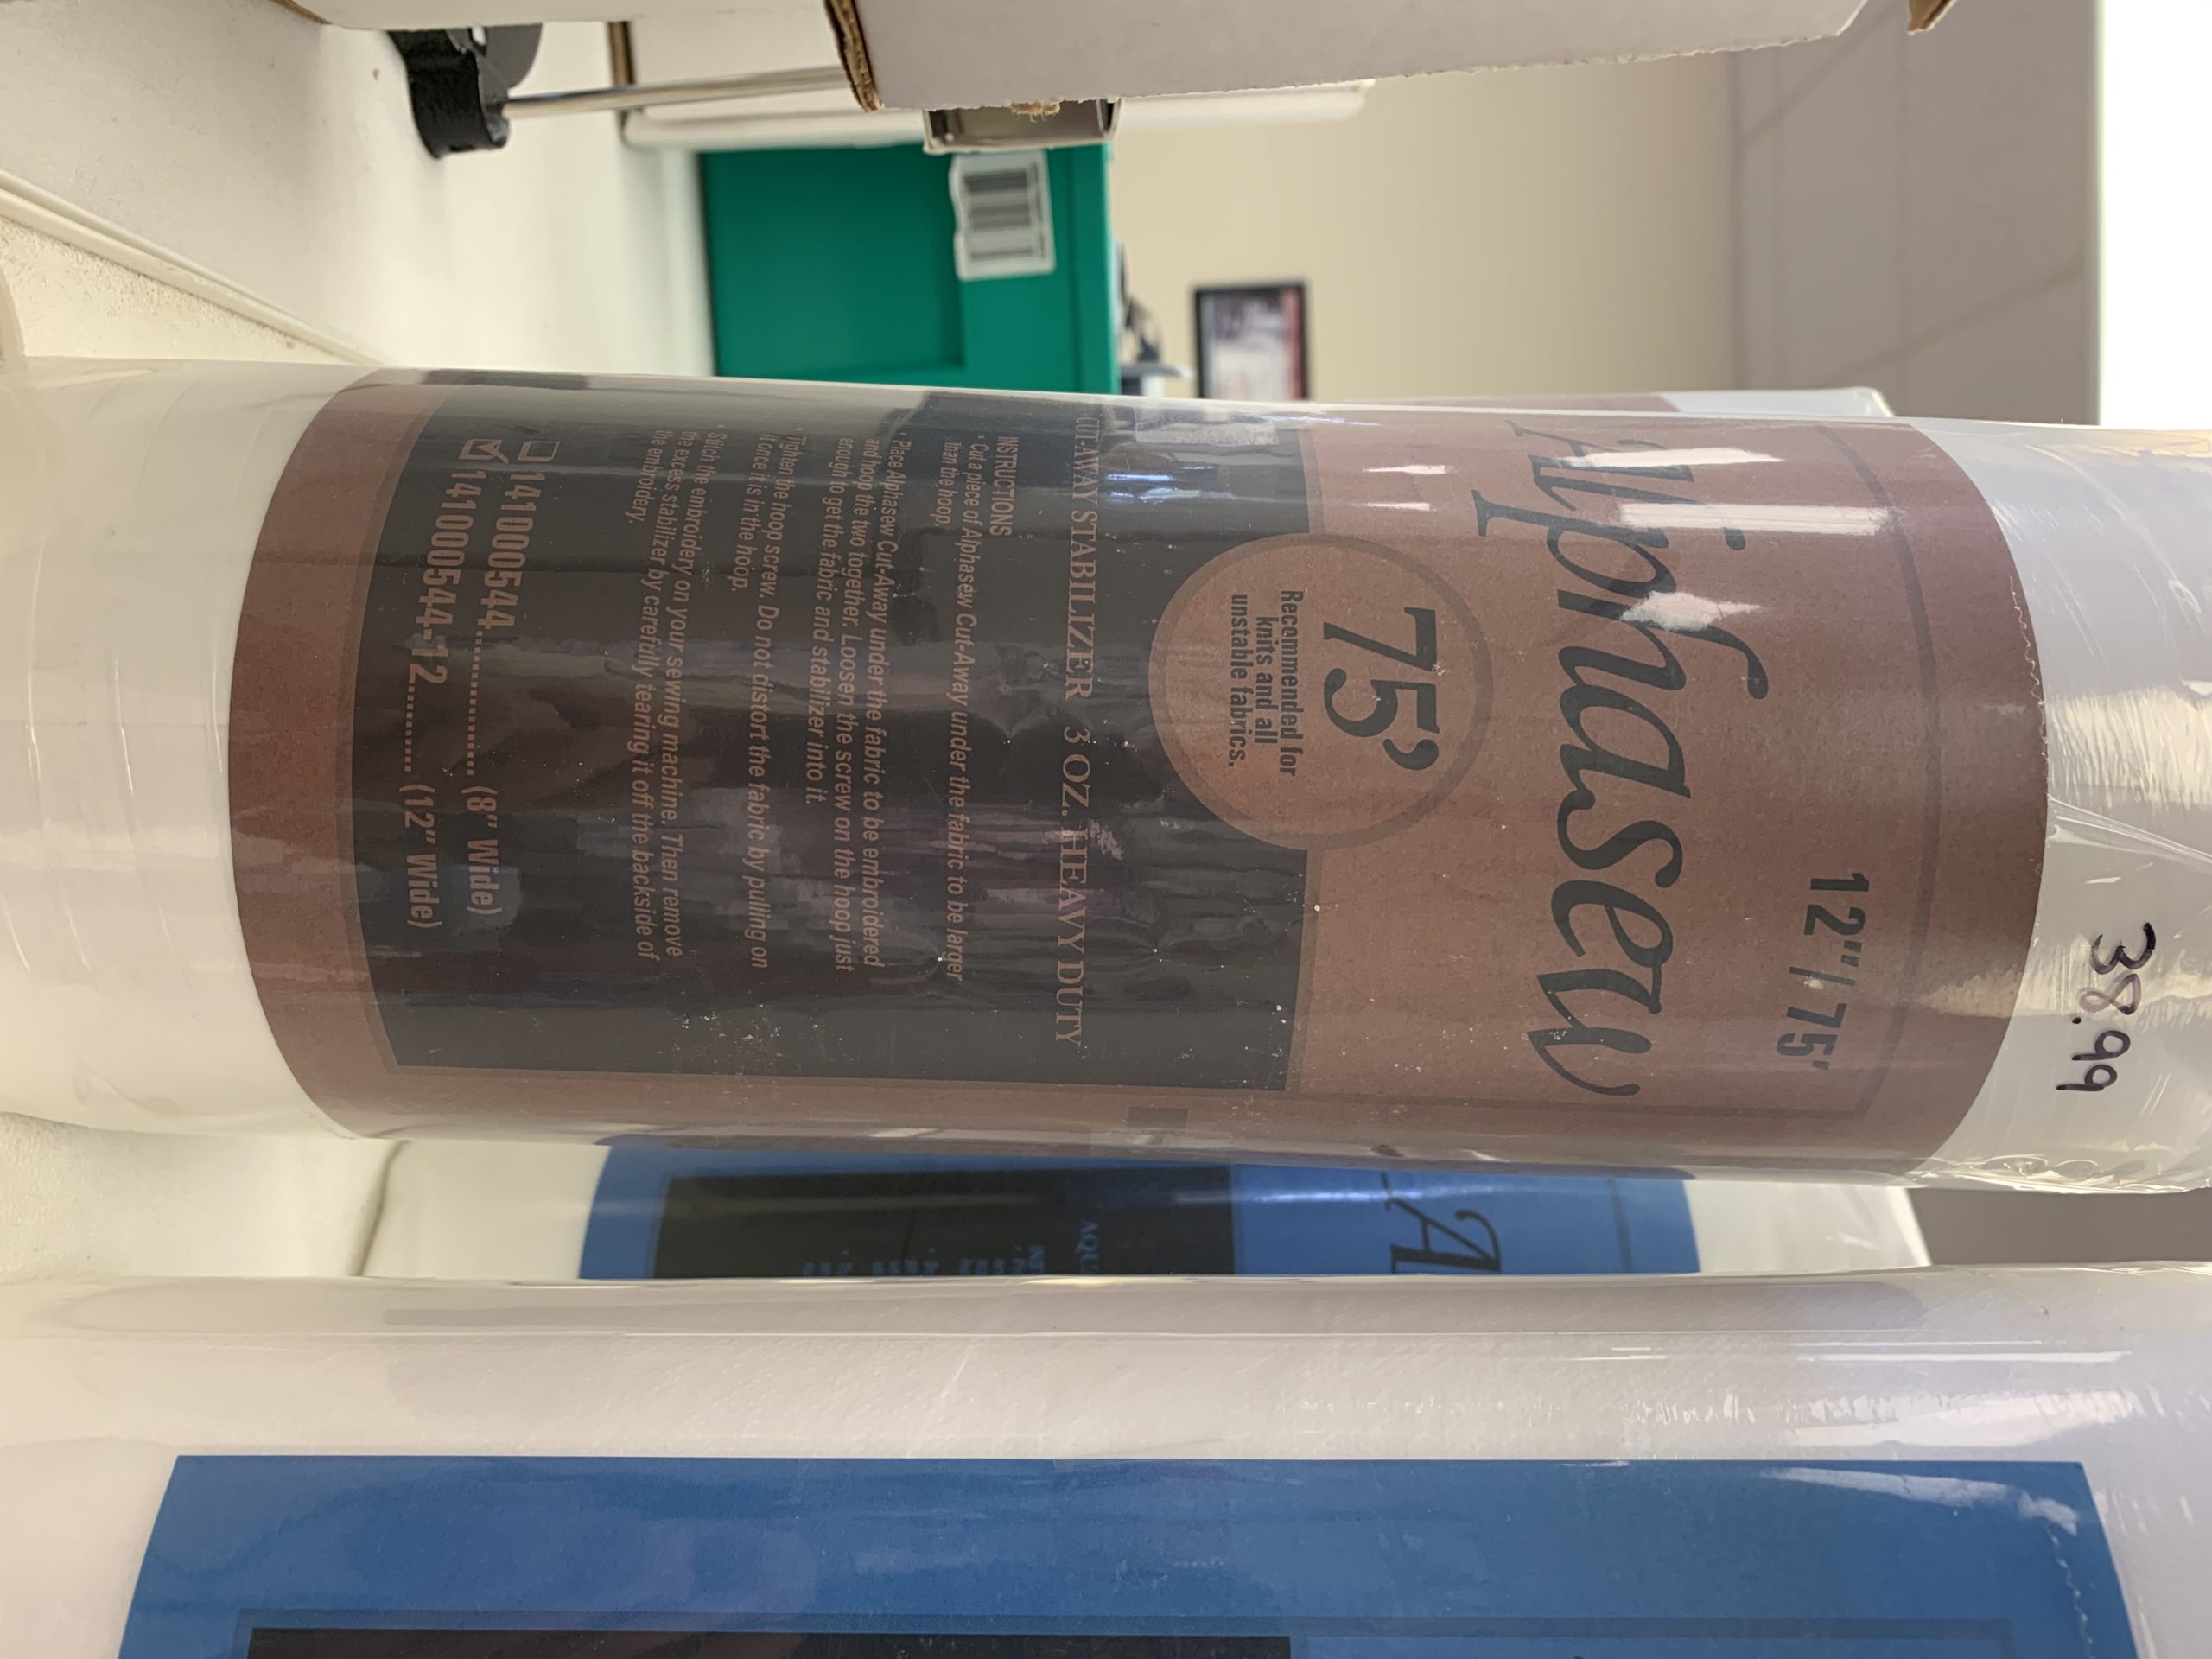 38.99
12" / 75'
Alphasew
75'
Recommended for
knits and all
unstable fabrics.
CUT-AWAY STABILIZER 3 OZ. HEAVY DUTY
INSTRUCTIONS
• Cut a piece of Alphasew Cut-Away under the fabric to be larger
than the hoop.
• Place Alphasew Cut-Away under the fabric to be embroidered
and hoop the two together. Loosen the screw on the hoop just
enough to get the fabric and stabilizer into it.
• Tighten the hoop screw. Do not distort the fabric by pulling on
it once it is in the hoop.
• Stitch the embroidery on your sewing machine. Then remove
the excess stabilizer by carefully tearing it off the backside of
the embroidery.
☐ 141000544.................. (8" Wide)
☑ 141000544-12........... (12" Wide)
A
AQU